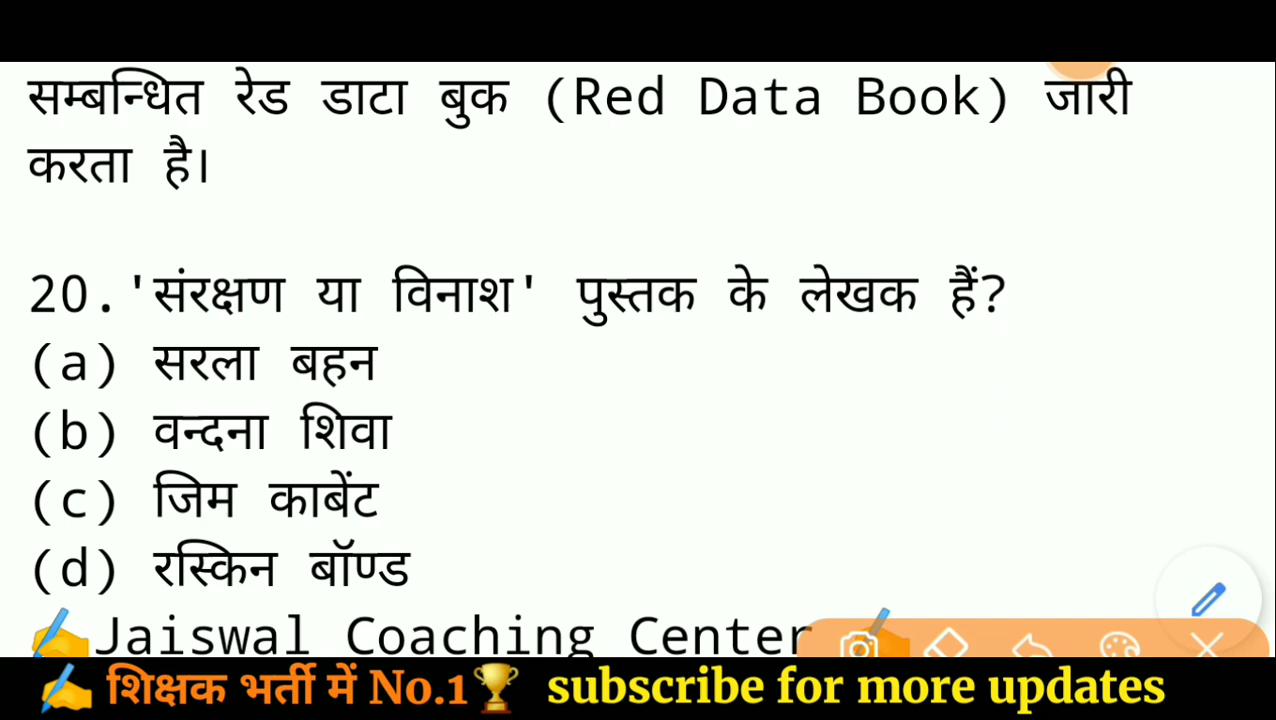 सम्बन्धित रेड डाटा बुक (Red Data Book) जारी
करता है।
20.'संरक्षण या विनाश' पुस्तक के लेखक हैं?
(a) सरला बहन
(b) वन्दना शिवा
(c) जिम काबेंट
(d) रस्किन बॉण्ड
✍️Jaiswal Coaching Center ✍️
✍️ शिक्षक भर्ती में No.1🏆 subscribe for more updates